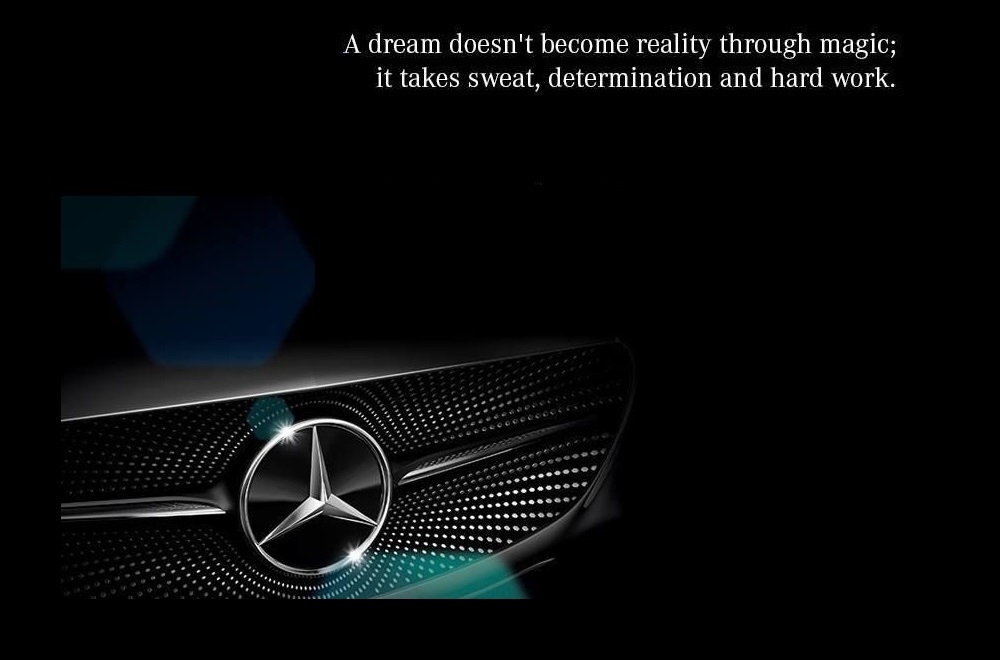 A dream doesn't become reality through magic;
it takes sweat, determination and hard work.